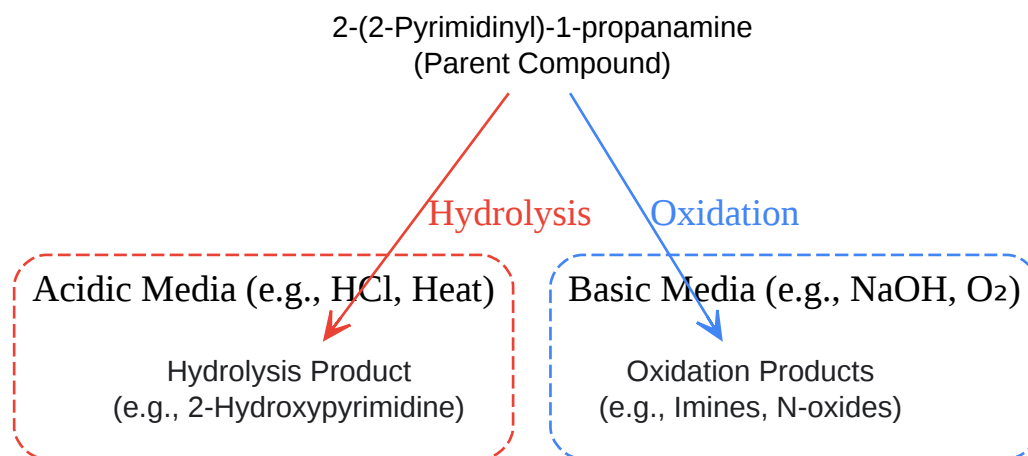 2-(2-Pyrimidinyl)-1-propanamine
(Parent Compound)
Hydrolysis
Oxidation
Acidic Media (e.g., HCl, Heat)
Basic Media (e.g., NaOH, O₂)
Hydrolysis Product
(e.g., 2-Hydroxypyrimidine)
Oxidation Products
(e.g., Imines, N-oxides)